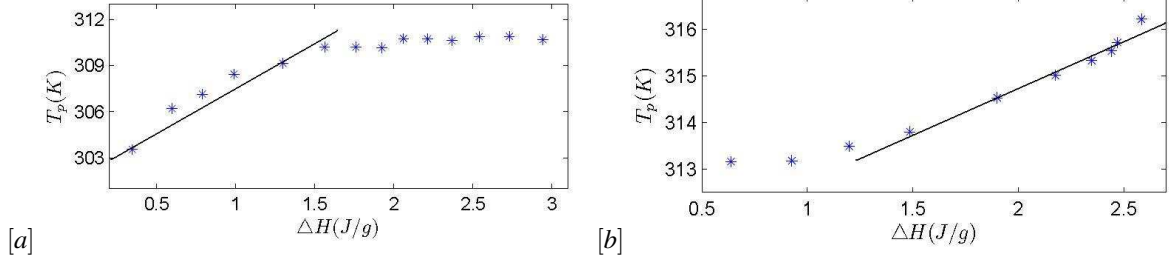 312
309
306
303
T_p(K)
0.5 1 1.5 2 2.5 3
△H(J/g)
[a]
316
315
314
313
T_p(K)
0.5 1 1.5 2 2.5
△H(J/g)
[b]